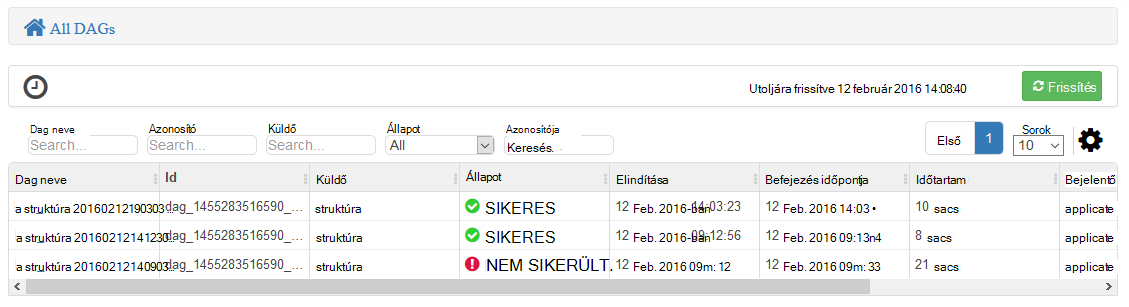 All DAGs
Utoljára frissítve 12 február 2016 14:08:40 Frissítés
Dag neve Azonosító Küldő Állapot Azonosítója Sorok
Search... Search... Search... All Keresés. Első 1 10
Dag neve Id Küldő Állapot Elindítása Befejezés időpontja Időtartam Bejelentő
a struktúra 20160212190303... dag_1455283516590_... struktúra SIKERES 12 Feb. 2016-ban 14:03:23 12 Feb. 2016 14:03 • 10 sacs applicate
a struktúra 20160212141230... dag_1455283516590_... struktúra SIKERES 12 Feb. 2016-ban 09:12:56 12 Feb. 2016 09:13n4 8 sacs applicate
a struktúra 20160212140903... dag_1455283516590_... struktúra NEM SIKERÜLT. 12 Feb. 2016 09m: 12 12 Feb. 2016 09m: 33 21 sacs applicate